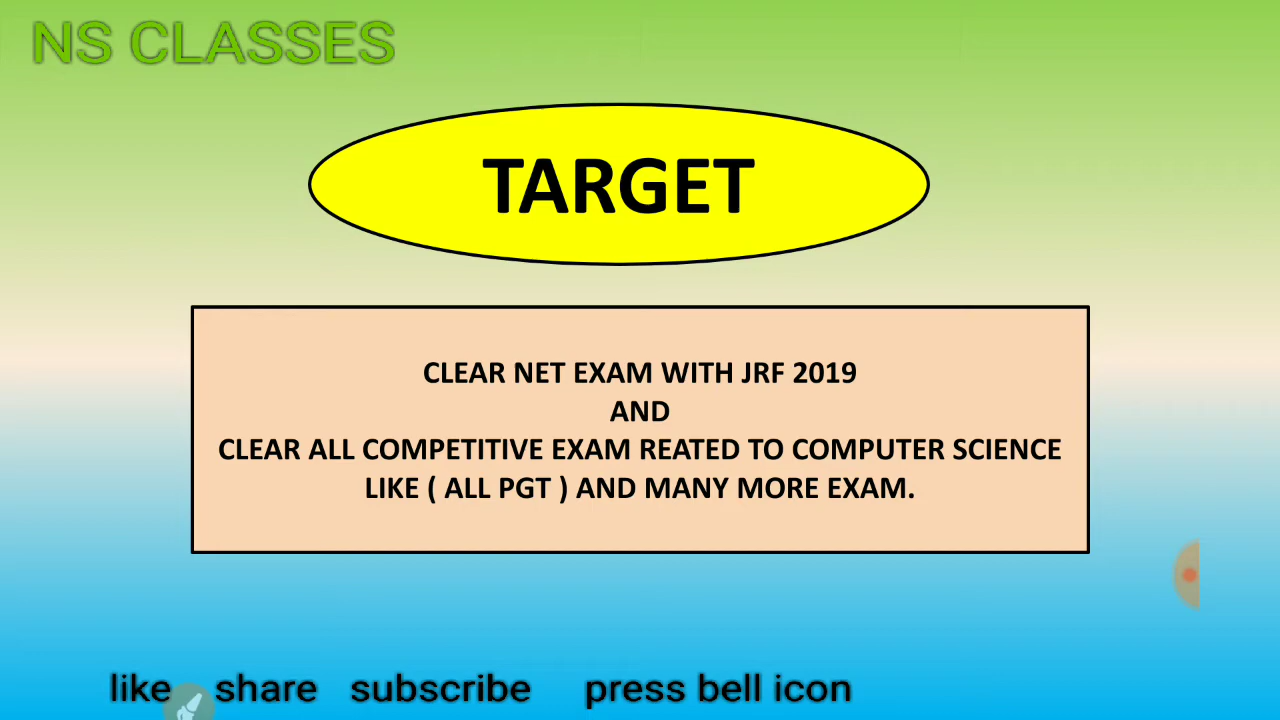 NS CLASSES
TARGET
CLEAR NET EXAM WITH JRF 2019
AND
CLEAR ALL COMPETITIVE EXAM REATED TO COMPUTER SCIENCE
LIKE ( ALL PGT ) AND MANY MORE EXAM.
like share subscribe press bell icon